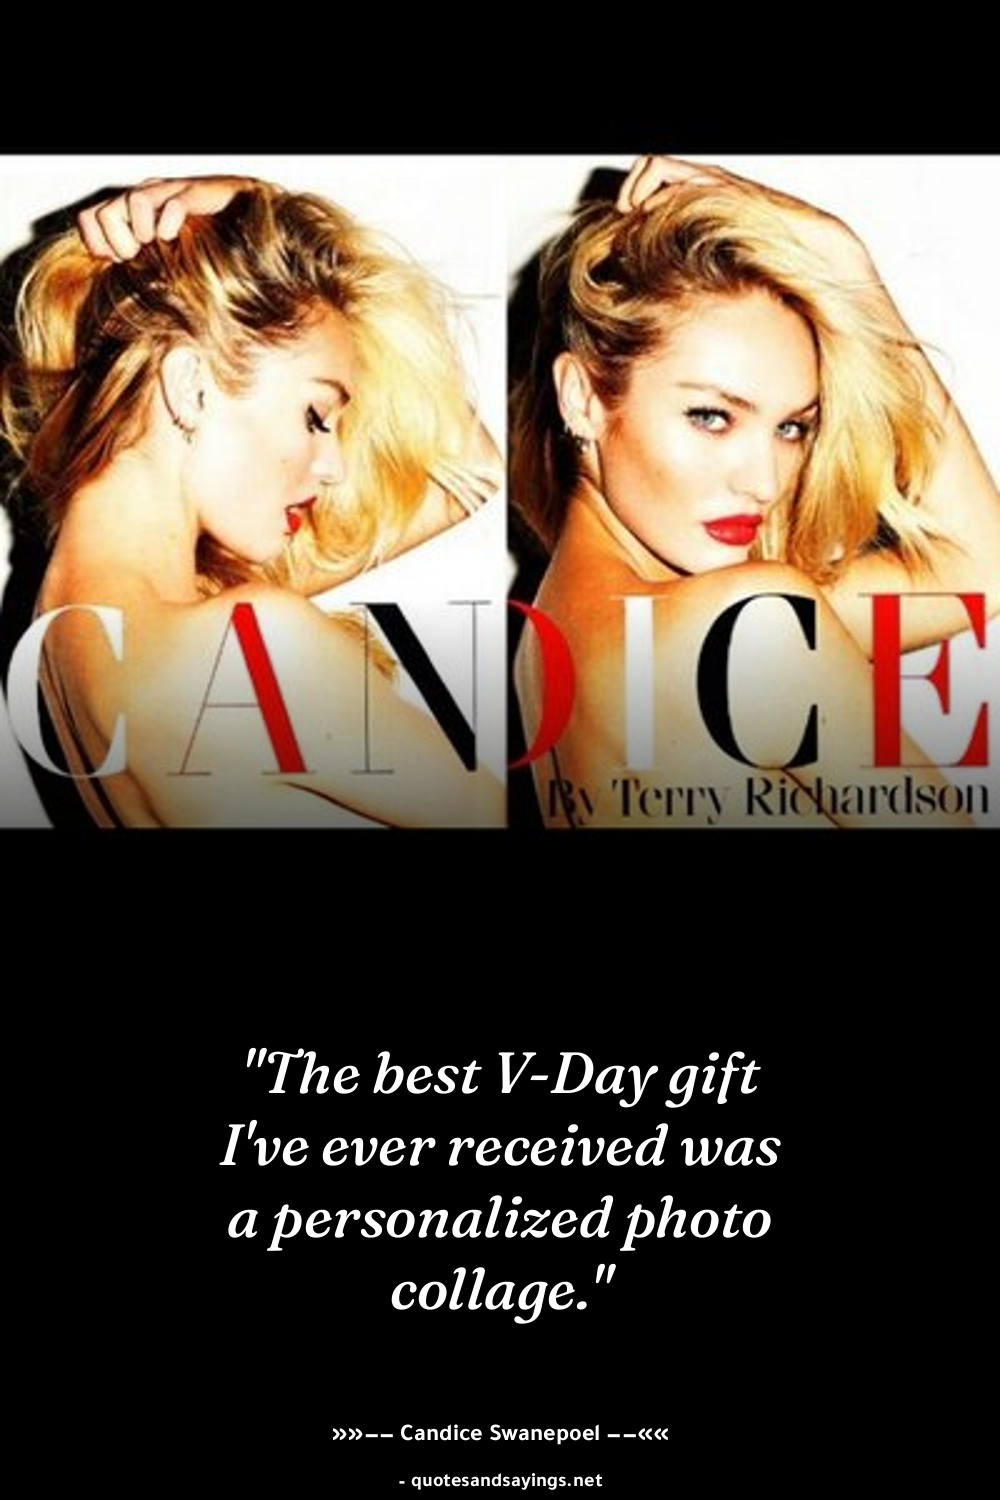 CANDICE
By Terry Richardson
"The best V-Day gift
I've ever received was
a personalized photo
collage."
»»−− Candice Swanepoel −−««
- quotesandsayings.net